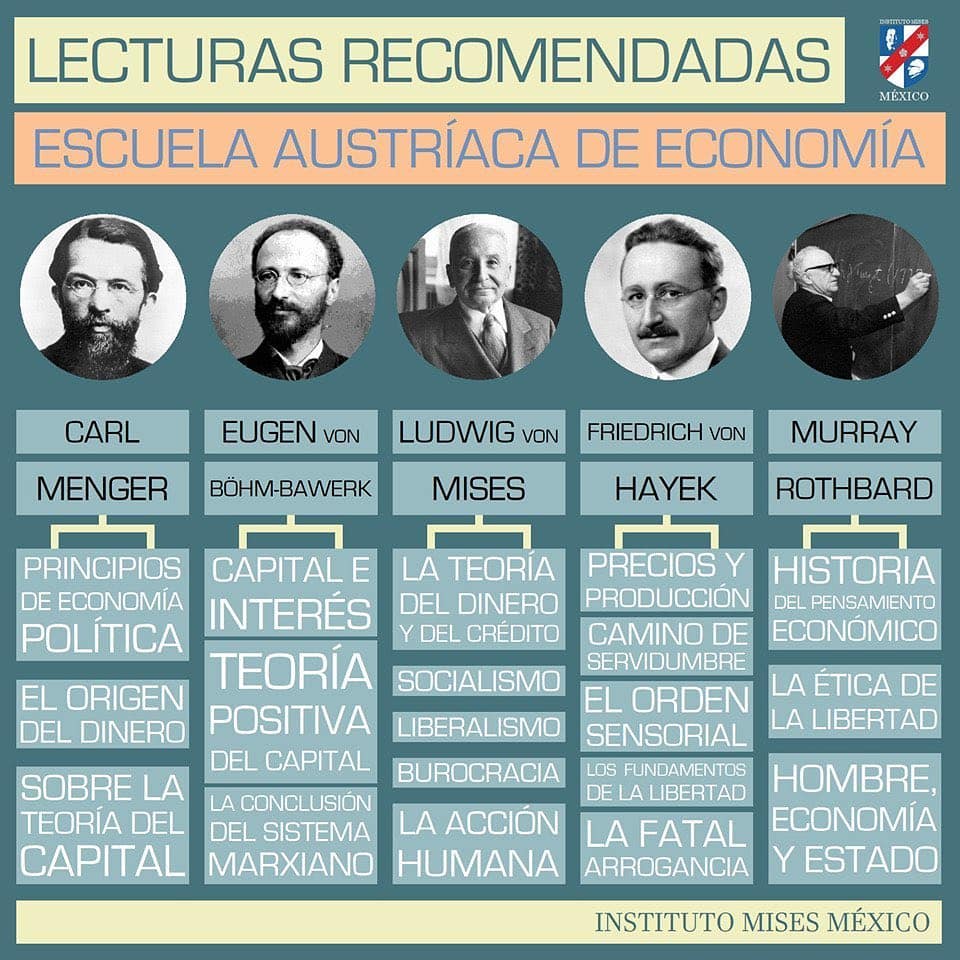 LECTURAS RECOMENDADAS
INSTITUTO MISES
MÉXICO
ESCUELA AUSTRÍACA DE ECONOMÍA
CARL
MENGER
PRINCIPIOS
DE ECONOMÍA
POLÍTICA
EL ORIGEN
DEL DINERO
SOBRE LA
TEORÍA DEL
CAPITAL
EUGEN VON
BÖHM-BAWERK
CAPITAL E
INTERÉS
TEORÍA
POSITIVA
DEL CAPITAL
LA CONCLUSIÓN
DEL SISTEMA
MARXIANO
LUDWIG VON
MISES
LA TEORÍA
DEL DINERO
Y DEL CRÉDITO
SOCIALISMO
LIBERALISMO
BUROCRACIA
LA ACCIÓN
HUMANA
FRIEDRICH VON
HAYEK
PRECIOS Y
PRODUCCIÓN
CAMINO DE
SERVIDUMBRE
EL ORDEN
SENSORIAL
LOS FUNDAMENTOS
DE LA LIBERTAD
LA FATAL
ARROGANCIA
MURRAY
ROTHBARD
HISTORIA
DEL PENSAMIENTO
ECONÓMICO
LA ÉTICA DE
LA LIBERTAD
HOMBRE,
ECONOMÍA
Y ESTADO
INSTITUTO MISES MÉXICO